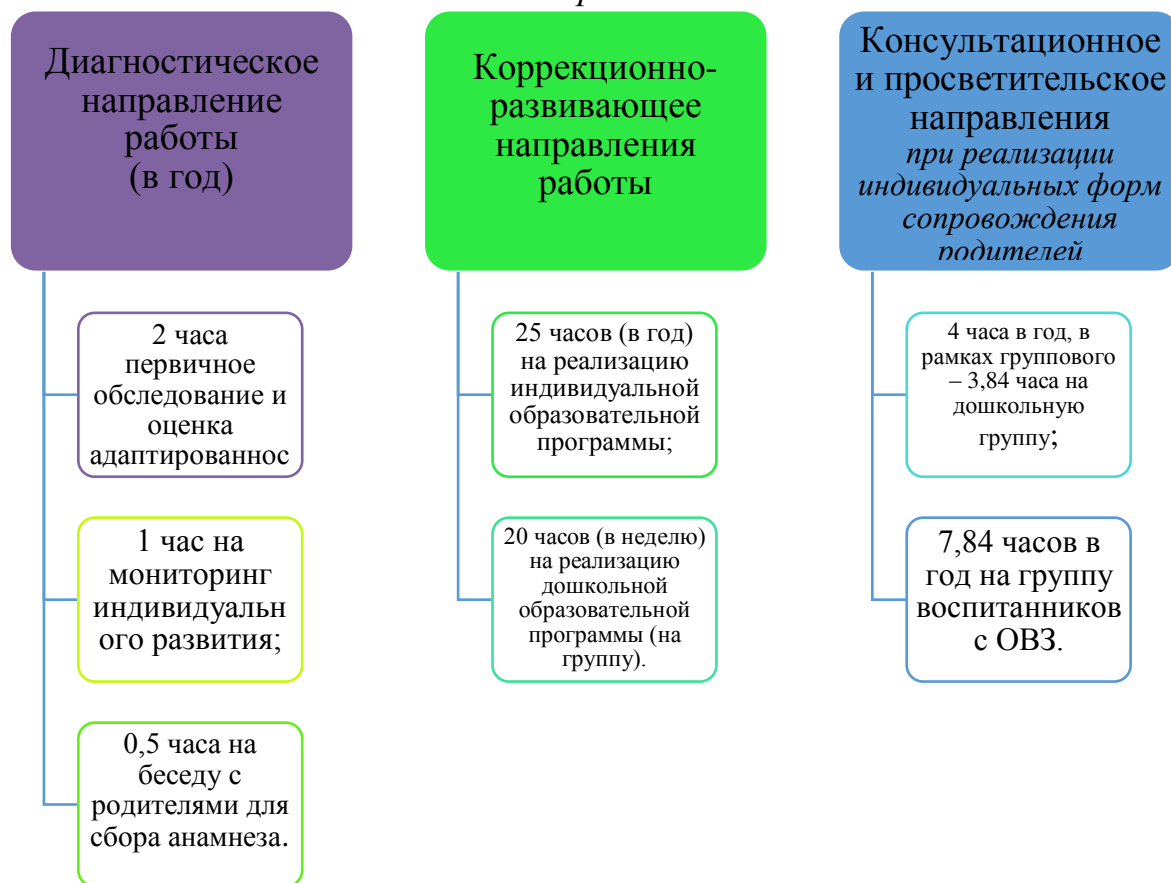 Диагностическое
направление
работы
(в год)
2 часа
первичное
обследование и
оценка
адаптированнос
1 час на
мониторинг
индивидуальн
ого развития;
0,5 часа на
беседу с
родителями для
сбора анамнеза.
Коррекционно-
развивающее
направления
работы
25 часов (в год)
на реализацию
индивидуальной
образовательной
программы;
20 часов (в неделю)
на реализацию
дошкольной
образовательной
программы (на
группу).
Консультационное
и просветительское
направления
при реализации
индивидуальных форм
сопровождения
родителей
4 часа в год, в
рамках группового
– 3,84 часа на
дошкольную
группу;
7,84 часов в
год на группу
воспитанников
с ОВЗ.